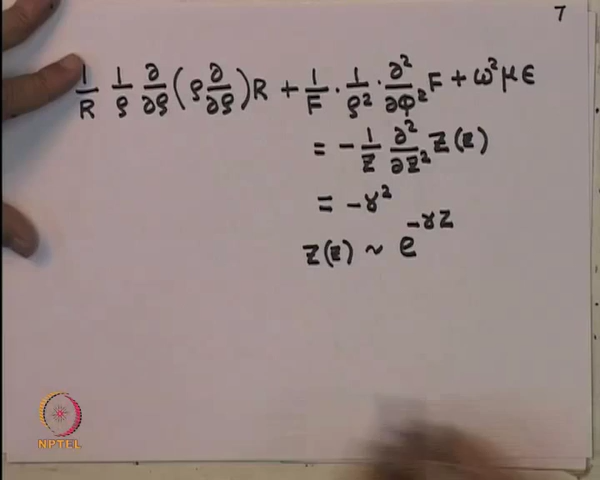 7
1/R 1/ρ ∂/∂ρ (ρ ∂/∂ρ) R + 1/F · 1/ρ² · ∂²/∂φ² F + ω²με
= - 1/Z ∂²/∂z² Z(z)
= -γ²
Z(z) ~ e^{-γz}
NPTEL